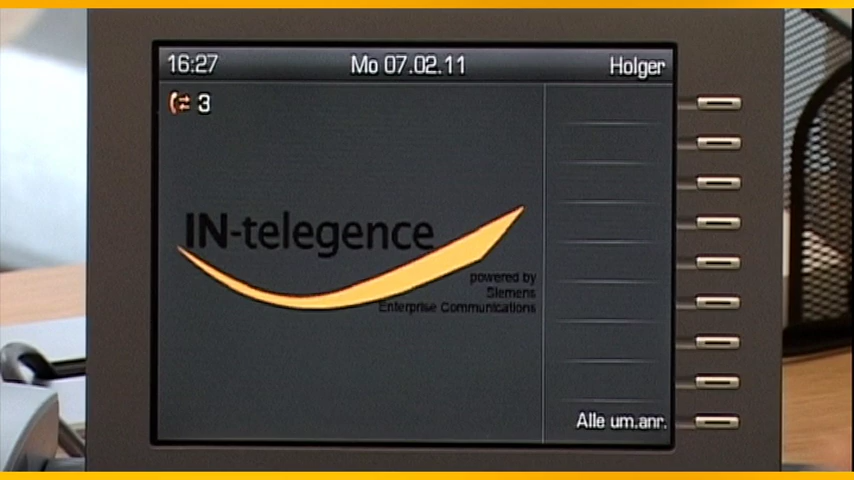 16:27 Mo 07.02.11 Holger
3
IN-telegence
powered by
Siemens
Enterprise Communications
Alle um.anr.